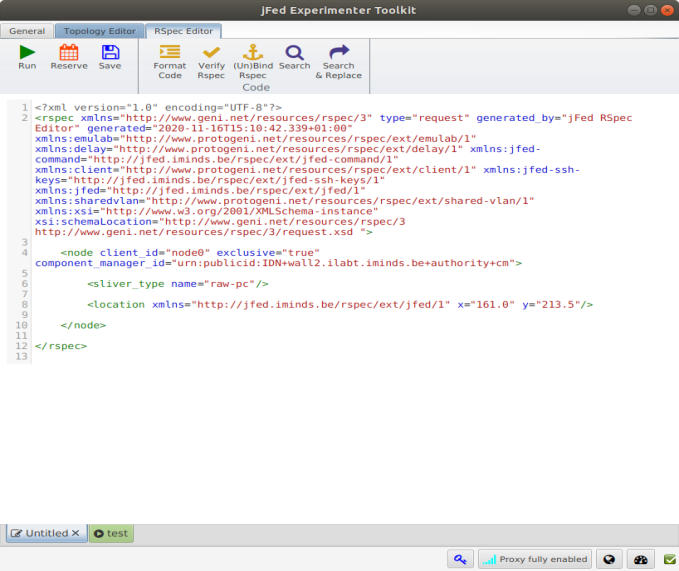 jFed Experimenter Toolkit
General Topology Editor RSpec Editor
Run Reserve Save Format Code Verify Rspec (Un)Bind Rspec Search Search & Replace
Code
1 <?xml version="1.0" encoding="UTF-8"?>
2 <rspec xmlns="http://www.geni.net/resources/rspec/3" type="request" generated_by="jFed RSpec
Editor" generated="2020-11-16T15:10:42.339+01:00"
xmlns:emulab="http://www.protogeni.net/resources/rspec/ext/emulab/1"
xmlns:delay="http://www.protogeni.net/resources/rspec/ext/delay/1" xmlns:jfed-
command="http://jfed.iminds.be/rspec/ext/jfed-command/1"
xmlns:client="http://www.protogeni.net/resources/rspec/ext/client/1" xmlns:jfed-ssh-
keys="http://jfed.iminds.be/rspec/ext/jfed-ssh-keys/1"
xmlns:jfed="http://jfed.iminds.be/rspec/ext/jfed/1"
xmlns:sharedvlan="http://www.protogeni.net/resources/rspec/ext/shared-vlan/1"
xmlns:xsi="http://www.w3.org/2001/XMLSchema-instance"
xsi:schemaLocation="http://www.geni.net/resources/rspec/3
http://www.geni.net/resources/rspec/3/request.xsd ">
3
4 <node client_id="node0" exclusive="true"
component_manager_id="urn:publicid:IDN+wall2.ilabt.iminds.be+authority+cm">
5
6 <sliver_type name="raw-pc"/>
7
8 <location xmlns="http://jfed.iminds.be/rspec/ext/jfed/1" x="161.0" y="213.5"/>
9
10 </node>
11
12 </rspec>
13
Untitled test
Proxy fully enabled